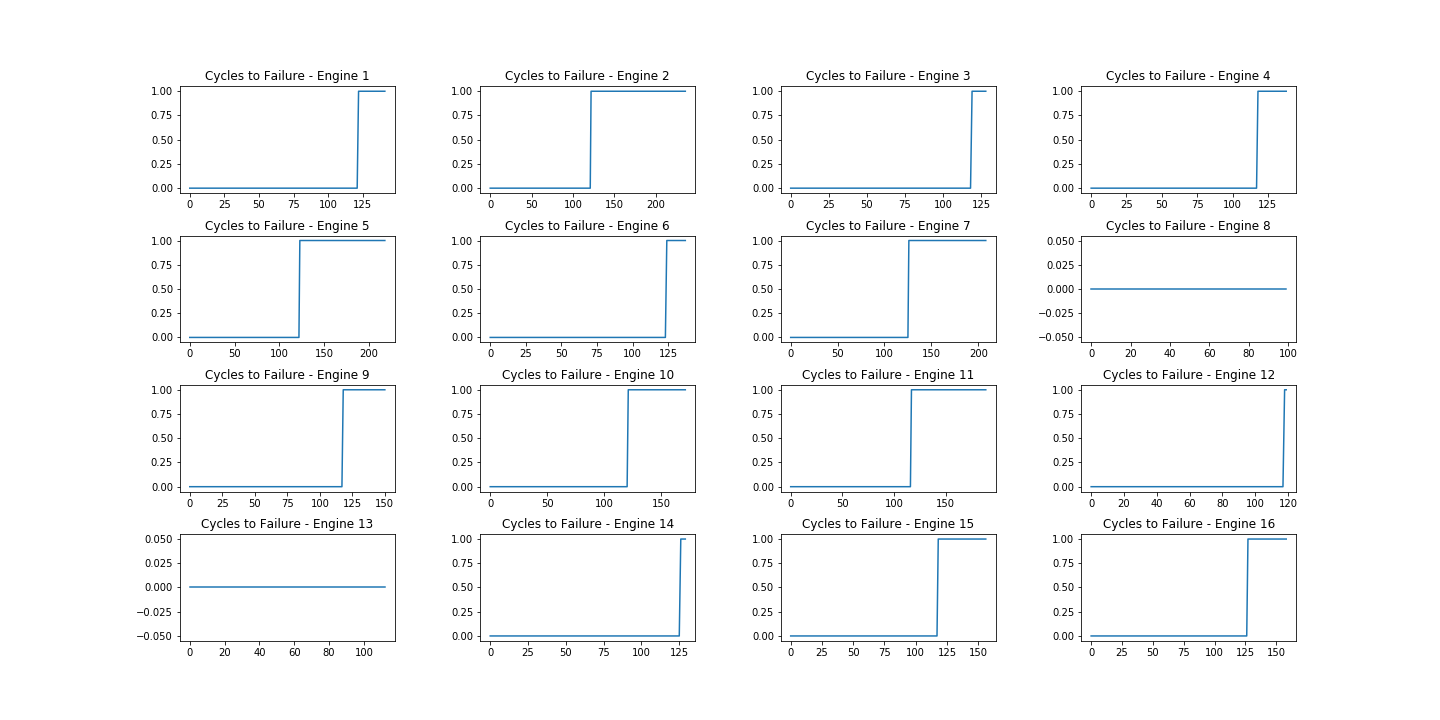 Cycles to Failure - Engine 1
1.00
0.75
0.50
0.25
0.00
0 25 50 75 100 125
Cycles to Failure - Engine 2
1.00
0.75
0.50
0.25
0.00
0 50 100 150 200
Cycles to Failure - Engine 3
1.00
0.75
0.50
0.25
0.00
0 25 50 75 100 125
Cycles to Failure - Engine 4
1.00
0.75
0.50
0.25
0.00
0 25 50 75 100 125
Cycles to Failure - Engine 5
1.00
0.75
0.50
0.25
0.00
0 50 100 150 200
Cycles to Failure - Engine 6
1.00
0.75
0.50
0.25
0.00
0 25 50 75 100 125
Cycles to Failure - Engine 7
1.00
0.75
0.50
0.25
0.00
0 50 100 150 200
Cycles to Failure - Engine 8
0.050
0.025
0.000
−0.025
−0.050
0 20 40 60 80 100
Cycles to Failure - Engine 9
1.00
0.75
0.50
0.25
0.00
0 25 50 75 100 125 150
Cycles to Failure - Engine 10
1.00
0.75
0.50
0.25
0.00
0 50 100 150
Cycles to Failure - Engine 11
1.00
0.75
0.50
0.25
0.00
0 50 100 150
Cycles to Failure - Engine 12
1.00
0.75
0.50
0.25
0.00
0 20 40 60 80 100 120
Cycles to Failure - Engine 13
0.050
0.025
0.000
−0.025
−0.050
0 20 40 60 80 100
Cycles to Failure - Engine 14
1.00
0.75
0.50
0.25
0.00
0 25 50 75 100 125
Cycles to Failure - Engine 15
1.00
0.75
0.50
0.25
0.00
0 25 50 75 100 125 150
Cycles to Failure - Engine 16
1.00
0.75
0.50
0.25
0.00
0 25 50 75 100 125 150